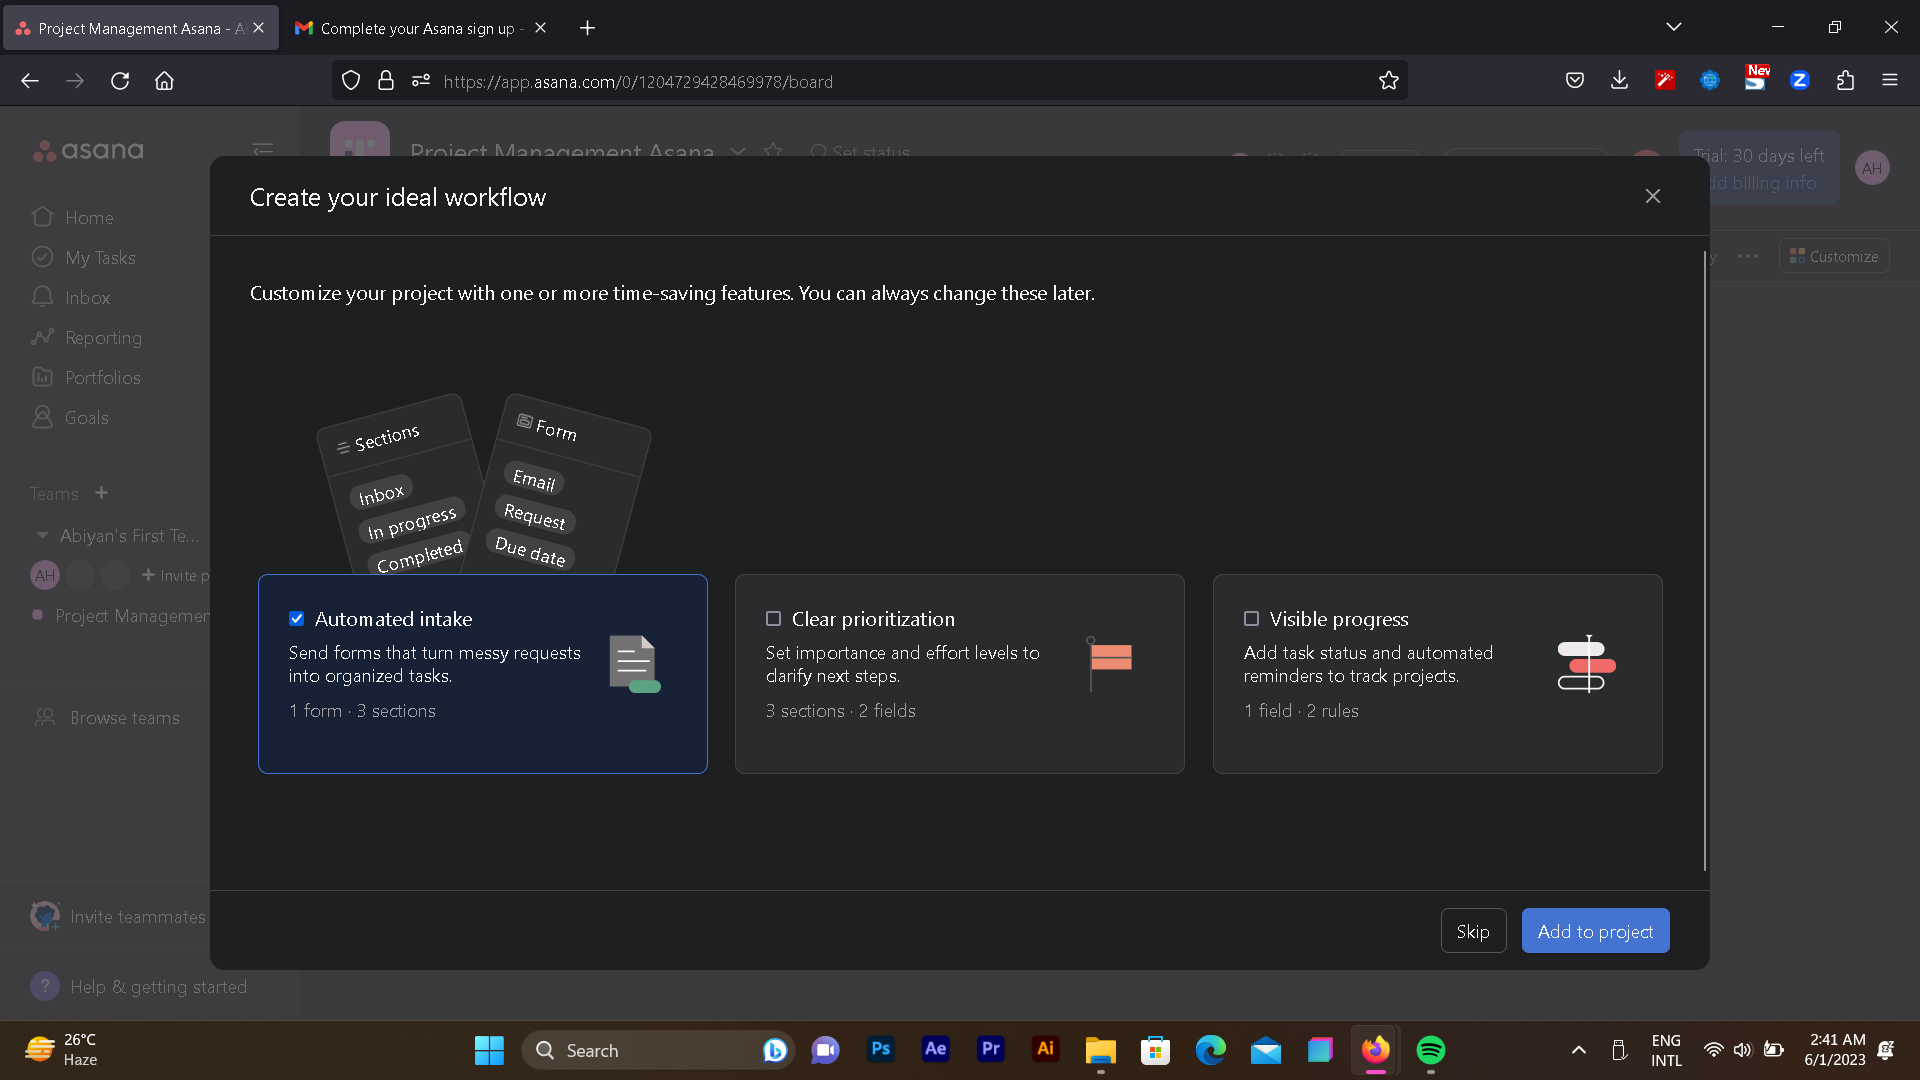 Project Management Asana - As
Complete your Asana sign up -
https://app.asana.com/0/1204729428469978/board
New
asana
Project Management Asana
Set status
Trial: 30 days left
add billing info
AH
Customize
Home
My Tasks
Inbox
Reporting
Portfolios
Goals
Teams
Abiyan's First Te...
AH
Invite p
Project Managemen
Browse teams
Invite teammates
? Help & getting started
Create your ideal workflow
Customize your project with one or more time-saving features. You can always change these later.
Sections
Inbox
In progress
Completed
Form
Email
Request
Due date
Automated intake
Send forms that turn messy requests
into organized tasks.
1 form · 3 sections
Clear prioritization
Set importance and effort levels to
clarify next steps.
3 sections · 2 fields
Visible progress
Add task status and automated
reminders to track projects.
1 field · 2 rules
Skip
Add to project
26°C
Haze
Search
Ps
Ae
Pr
Ai
ENG
INTL
2:41 AM
6/1/2023